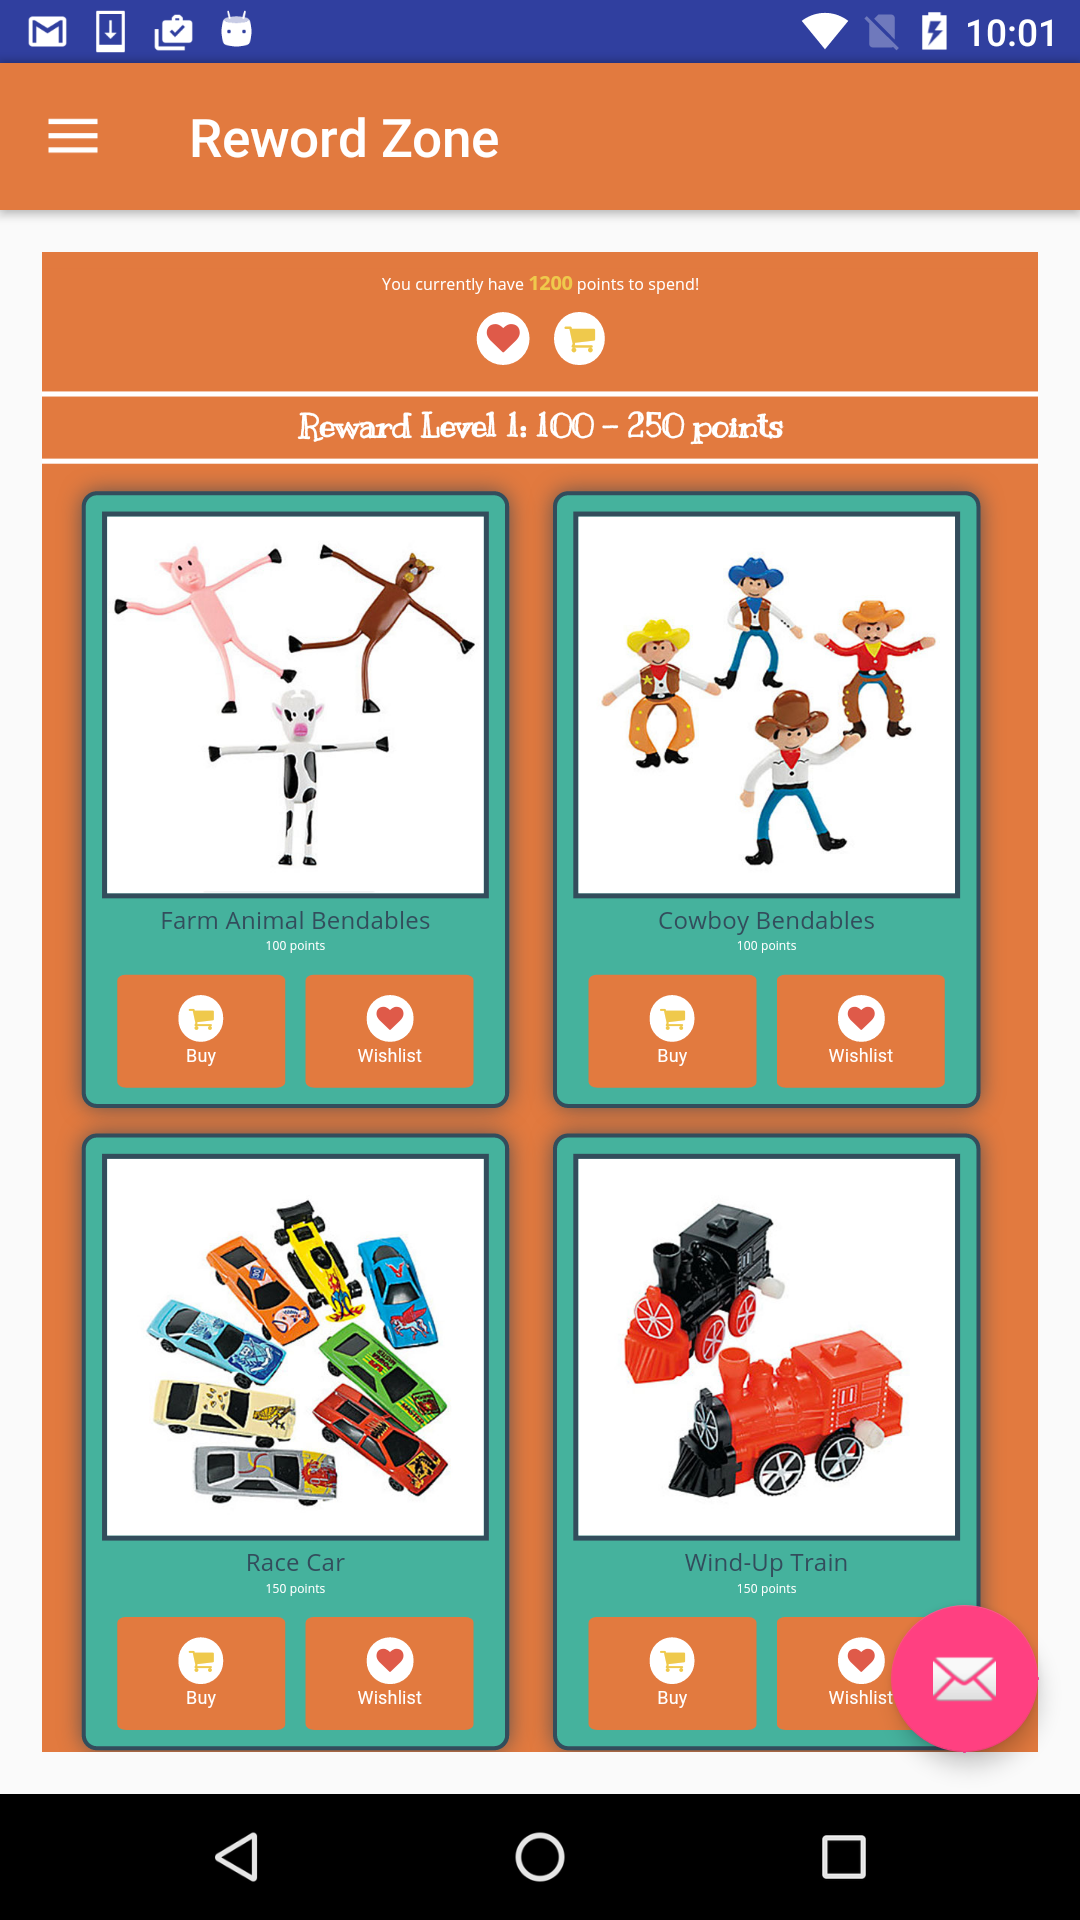 10:01
Reword Zone
You currently have 1200 points to spend!
Reward Level 1: 100 - 250 points
Farm Animal Bendables
100 points
Buy
Wishlist
Cowboy Bendables
100 points
Buy
Wishlist
Race Car
150 points
Buy
Wishlist
Wind-Up Train
150 points
Buy
Wishlist